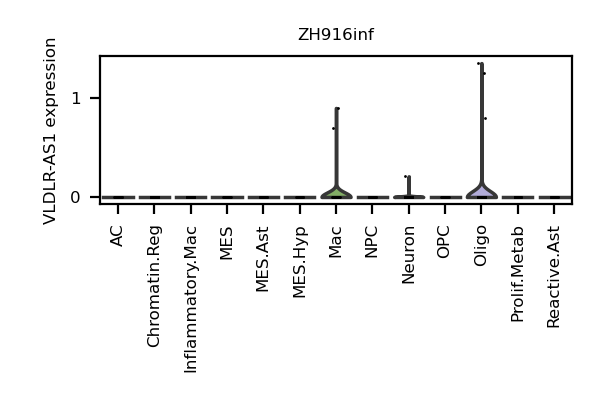 ZH916inf
VLDLR-AS1 expression
1
0
AC
Chromatin.Reg
Inflammatory.Mac
MES
MES.Ast
MES.Hyp
Mac
NPC
Neuron
OPC
Oligo
Prolif.Metab
Reactive.Ast